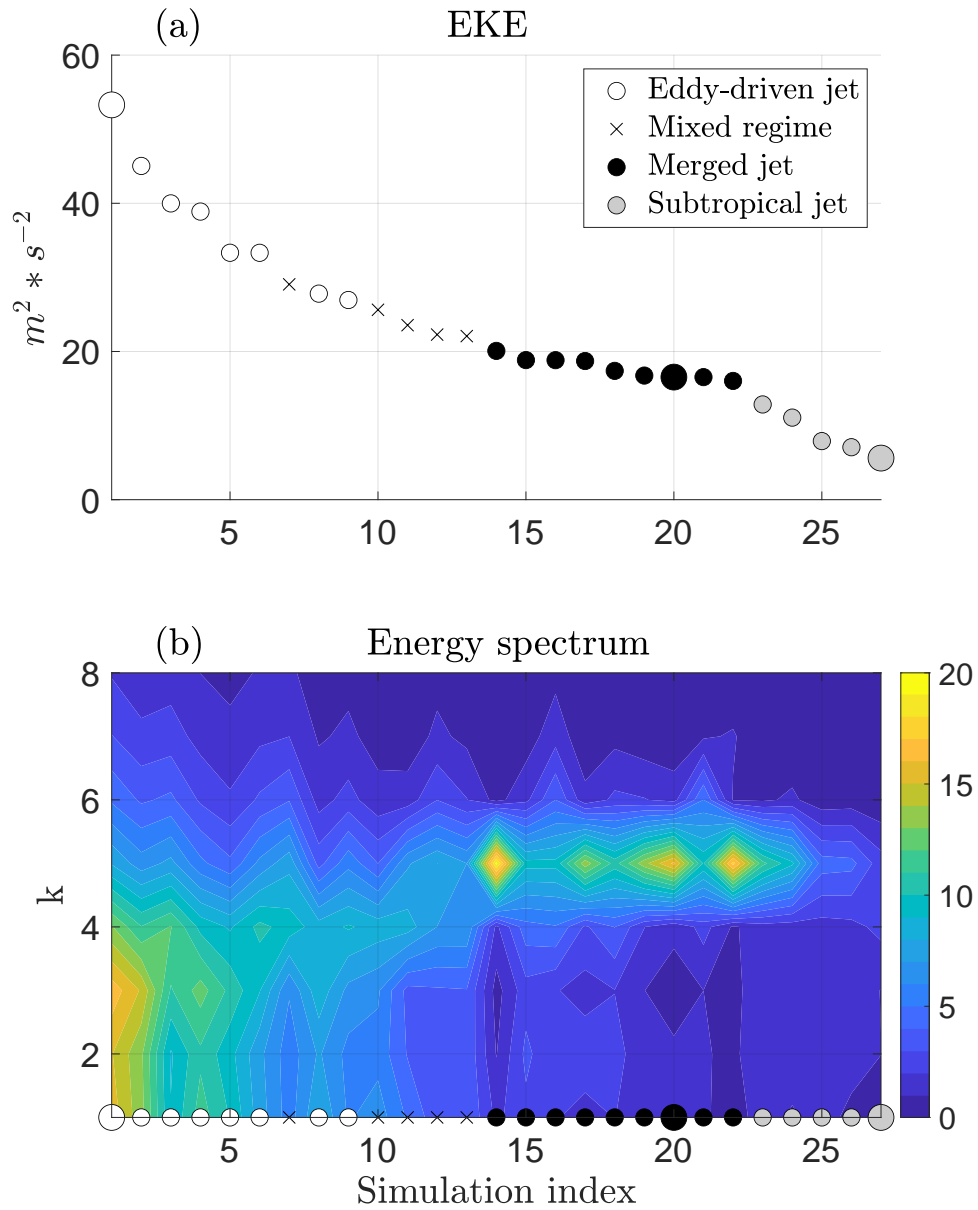 (a) EKE
60
40
20
0
m² * s⁻²
Eddy-driven jet
Mixed regime
Merged jet
Subtropical jet
5 10 15 20 25
(b) Energy spectrum
8
6
4
2
k
20
15
10
5
0
5 10 15 20 25
Simulation index